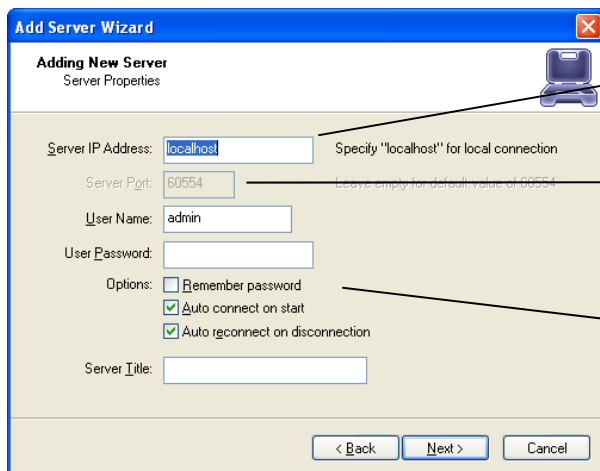 Add Server Wizard
Adding New Server
Server Properties
Server IP Address: localhost Specify "localhost" for local connection
Server Port: 60554 Leave empty for default value of 60554
User Name: admin
User Password:
Options: Remember password
Auto connect on start
Auto reconnect on disconnection
Server Title:
< Back Next > Cancel